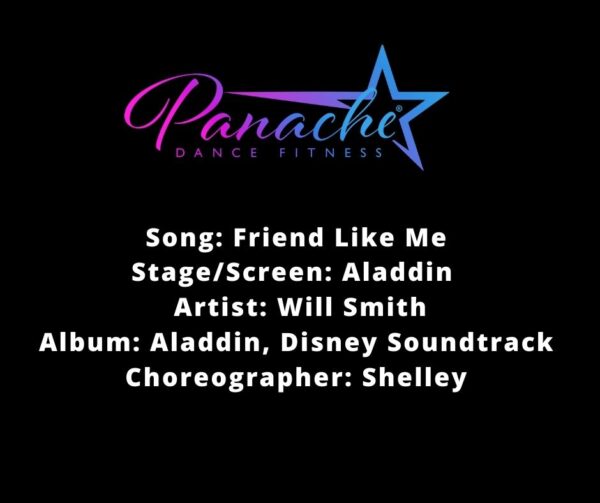 Panache®
DANCE FITNESS
Song: Friend Like Me
Stage/Screen: Aladdin
Artist: Will Smith
Album: Aladdin, Disney Soundtrack
Choreographer: Shelley